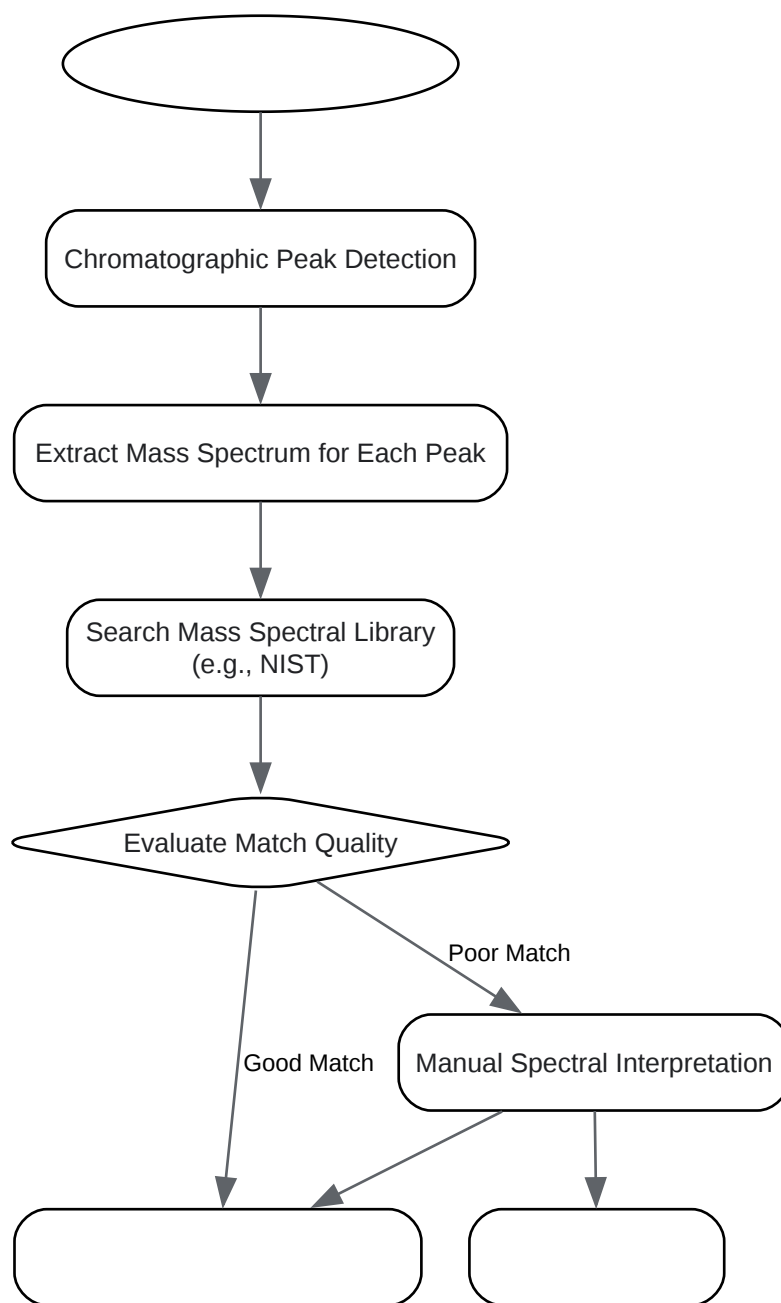 Chromatographic Peak Detection
Extract Mass Spectrum for Each Peak
Search Mass Spectral Library
(e.g., NIST)
Evaluate Match Quality
Poor Match
Good Match
Manual Spectral Interpretation